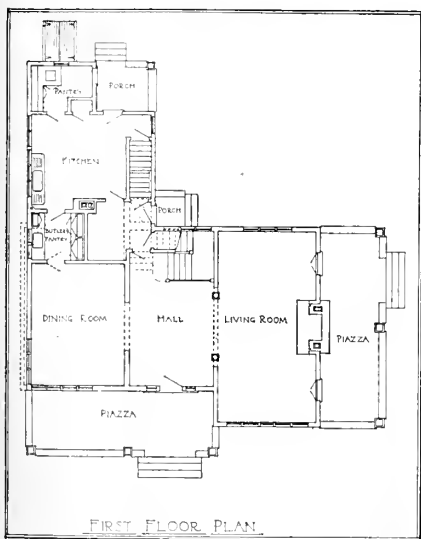 PANTRY
PORCH
KITCHEN
PORCH
BUTLER'S
PANTRY
DINING ROOM
HALL
LIVING ROOM
PIAZZA
PIAZZA
FIRST FLOOR PLAN